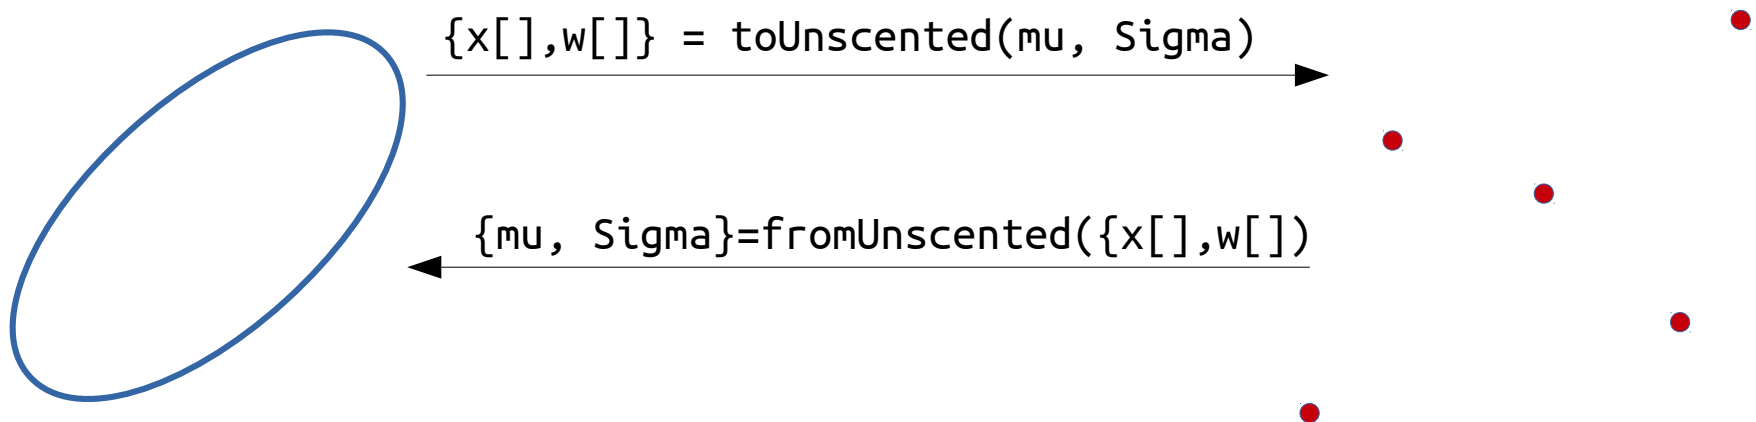 {x[],w[]} = toUnscented(mu, Sigma)
{mu, Sigma}=fromUnscented({x[],w[])